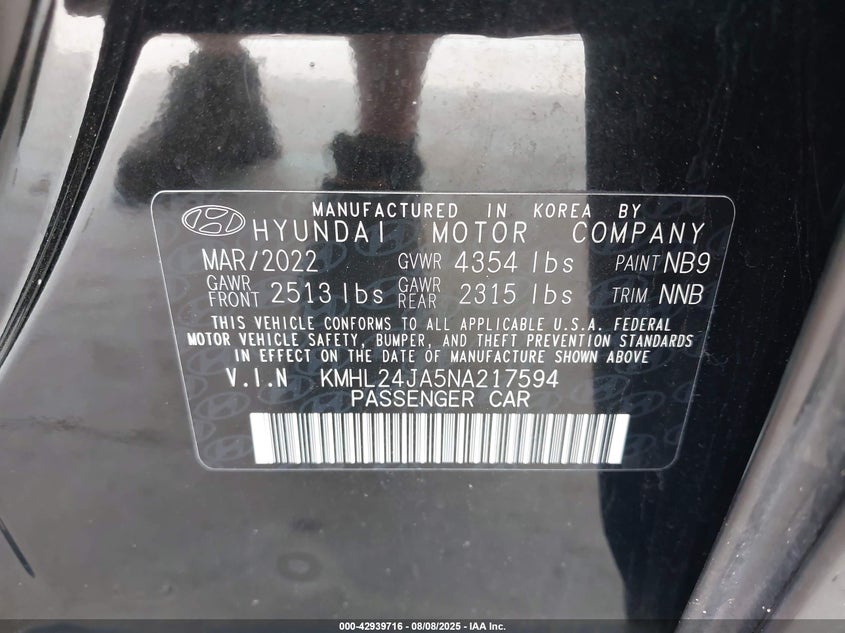 MANUFACTURED IN KOREA BY
HYUNDAI MOTOR COMPANY
MAR/2022 GVWR 4354 lbs PAINT NB9
GAWR FRONT 2513 lbs GAWR REAR 2315 lbs TRIM NNB
THIS VEHICLE CONFORMS TO ALL APPLICABLE U.S.A. FEDERAL
MOTOR VEHICLE SAFETY, BUMPER, AND THEFT PREVENTION STANDARDS
IN EFFECT ON THE DATE OF MANUFACTURE SHOWN ABOVE
V.I.N KMHL24JA5NA217594
PASSENGER CAR
000-42939716 - 08/08/2025 - IAA Inc.